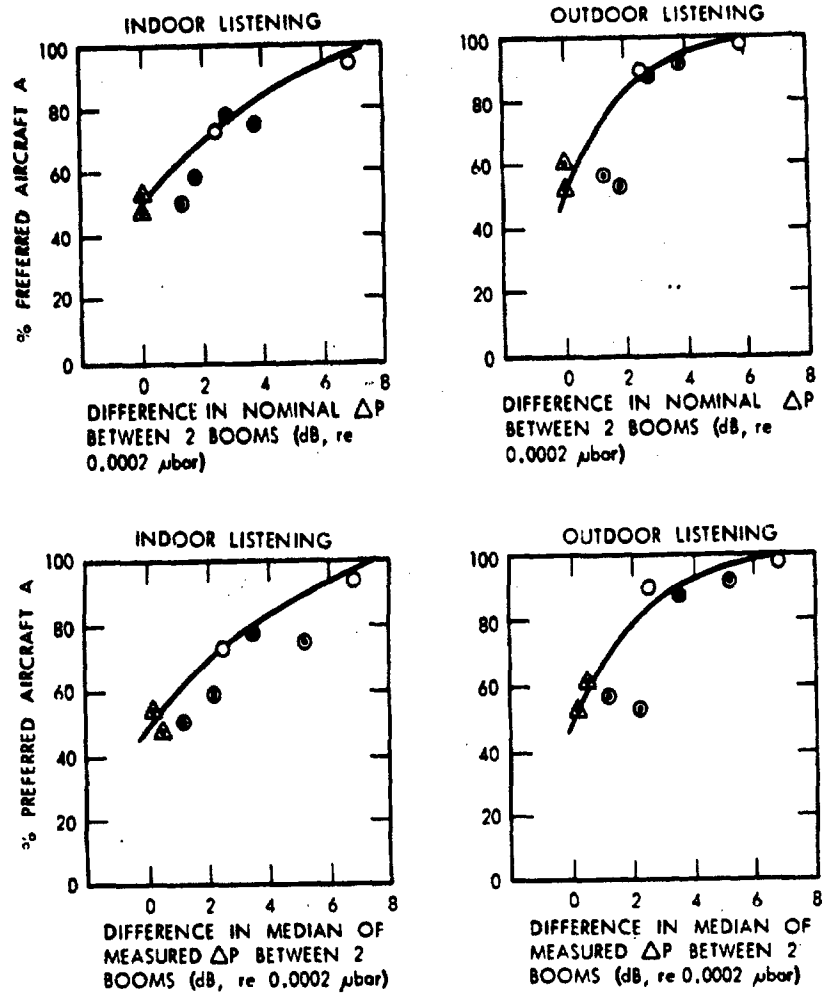 INDOOR LISTENING
% PREFERRED AIRCRAFT A
100
80
60
40
20
0
0 2 4 6 8
DIFFERENCE IN NOMINAL ΔP
BETWEEN 2 BOOMS (dB, re
0.0002 μbar)
OUTDOOR LISTENING
100
80
60
40
20
0
0 2 4 6 8
DIFFERENCE IN NOMINAL ΔP
BETWEEN 2 BOOMS (dB, re
0.0002 μbar)
INDOOR LISTENING
% PREFERRED AIRCRAFT A
100
80
60
40
20
0
0 2 4 6 8
DIFFERENCE IN MEDIAN OF
MEASURED ΔP BETWEEN 2
BOOMS (dB, re 0.0002 μbar)
OUTDOOR LISTENING
100
80
60
40
20
0
0 2 4 6 8
DIFFERENCE IN MEDIAN OF
MEASURED ΔP BETWEEN 2
BOOMS (dB, re 0.0002 μbar)